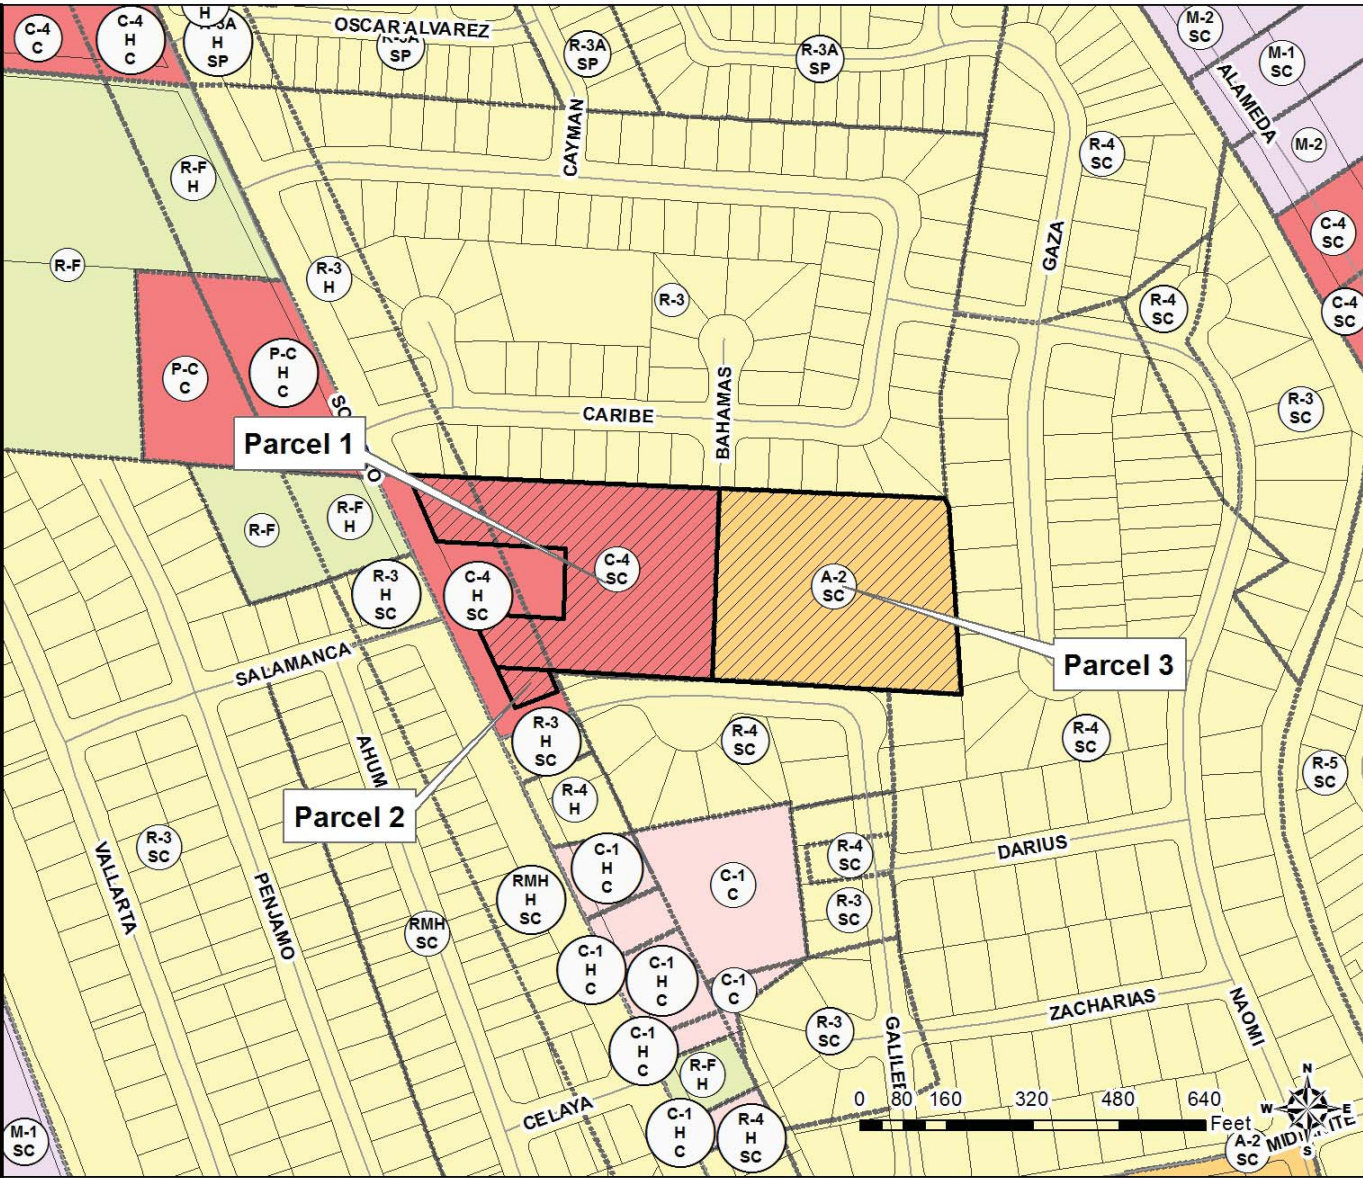 C-4
C
C-4
H
C
H
R-3A
H
SP
OSCAR ALVAREZ
R-3A
SP
R-3A
SP
R-3A
SP
M-2
SC
M-1
SC
ALAMEDA
M-2
CAYMAN
R-4
SC
R-F
H
R-F
GAZA
C-4
SC
R-3
H
R-3
R-4
SC
C-4
SC
P-C
C
P-C
H
C
BAHAMAS
CARIBE
R-3
SC
Parcel 1
R-F
R-F
H
R-3
H
SC
C-4
H
SC
C-4
SC
A-2
SC
SALAMANCA
Parcel 3
R-3
H
SC
R-4
SC
R-4
SC
R-5
SC
AHUM
R-4
H
Parcel 2
VALLARTA
R-3
SC
PENJAMO
C-1
H
C
C-1
C
R-4
SC
DARIUS
RMH
H
SC
R-3
SC
RMH
SC
C-1
H
C
C-1
H
C
C-1
C
ZACHARIAS
NAOMI
R-3
SC
GALILEE
C-1
H
C
R-F
H
CELAYA
C-1
H
C
R-4
H
SC
M-1
SC
0 80 160 320 480 640
Feet
N
W E
S
A-2
SC